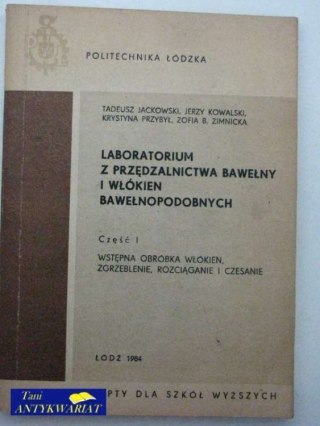 POLITECHNIKA ŁÓDZKA
TADEUSZ JACKOWSKI, JERZY KOWALSKI,
KRYSTYNA PRZYBYŁ, ZOFIA B. ZIMNICKA
LABORATORIUM
Z PRZĘDZALNICTWA BAWEŁNY
I WŁÓKIEN
BAWEŁNOPODOBNYCH
Część I
WSTĘPNA OBRÓBKA WŁÓKIEN,
ZGRZEBLENIE, ROZCIĄGANIE I CZESANIE
ŁÓDŹ 1984
PTY DLA SZKÓŁ WYŻSZYCH
Tani
ANTYKWARIAT